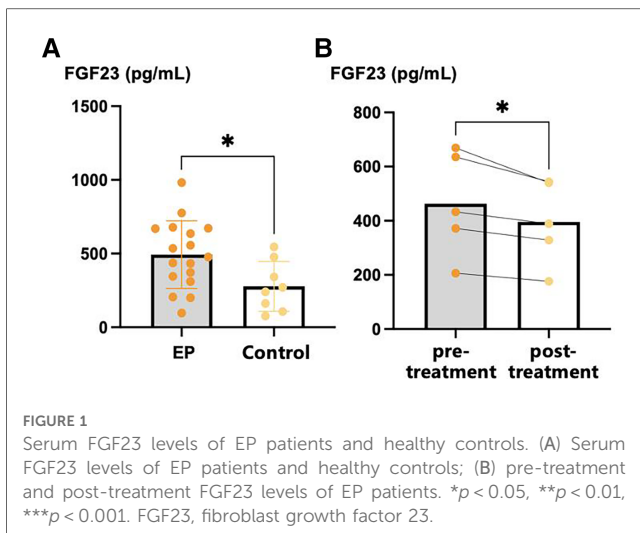 A
FGF23 (pg/mL)
1500
1000
500
0
*
EP
Control
B
FGF23 (pg/mL)
800
600
400
200
0
*
pre-
treatment
post-
treatment
FIGURE 1
Serum FGF23 levels of EP patients and healthy controls. (A) Serum
FGF23 levels of EP patients and healthy controls; (B) pre-treatment
and post-treatment FGF23 levels of EP patients. *p < 0.05, **p < 0.01,
***p < 0.001. FGF23, fibroblast growth factor 23.